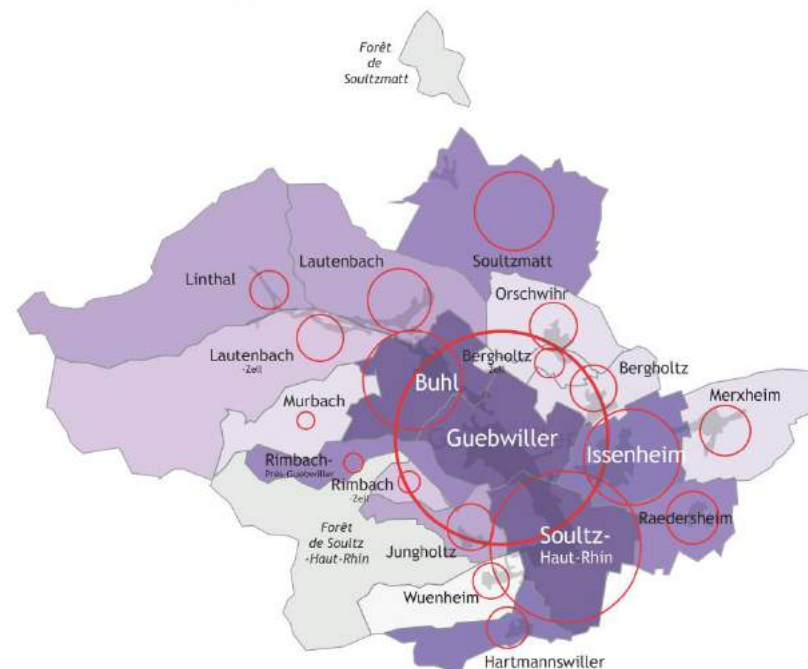 Forêt
de
Soultzmatt
Soultzmatt
Lautenbach
Linthal
Orschwihr
Lautenbach
-Zell
Bergholtz
Zell
Bergholtz
Buhl
Murbach
Merxheim
Guebwiller
Issenheim
Rimbach-
Près-Guebwiller
Rimbach
-Zell
Raedersheim
Forêt
de Soultz
-Haut-Rhin
Jungholtz
Soultz-
Haut-Rhin
Wuenheim
Hartmannswiller